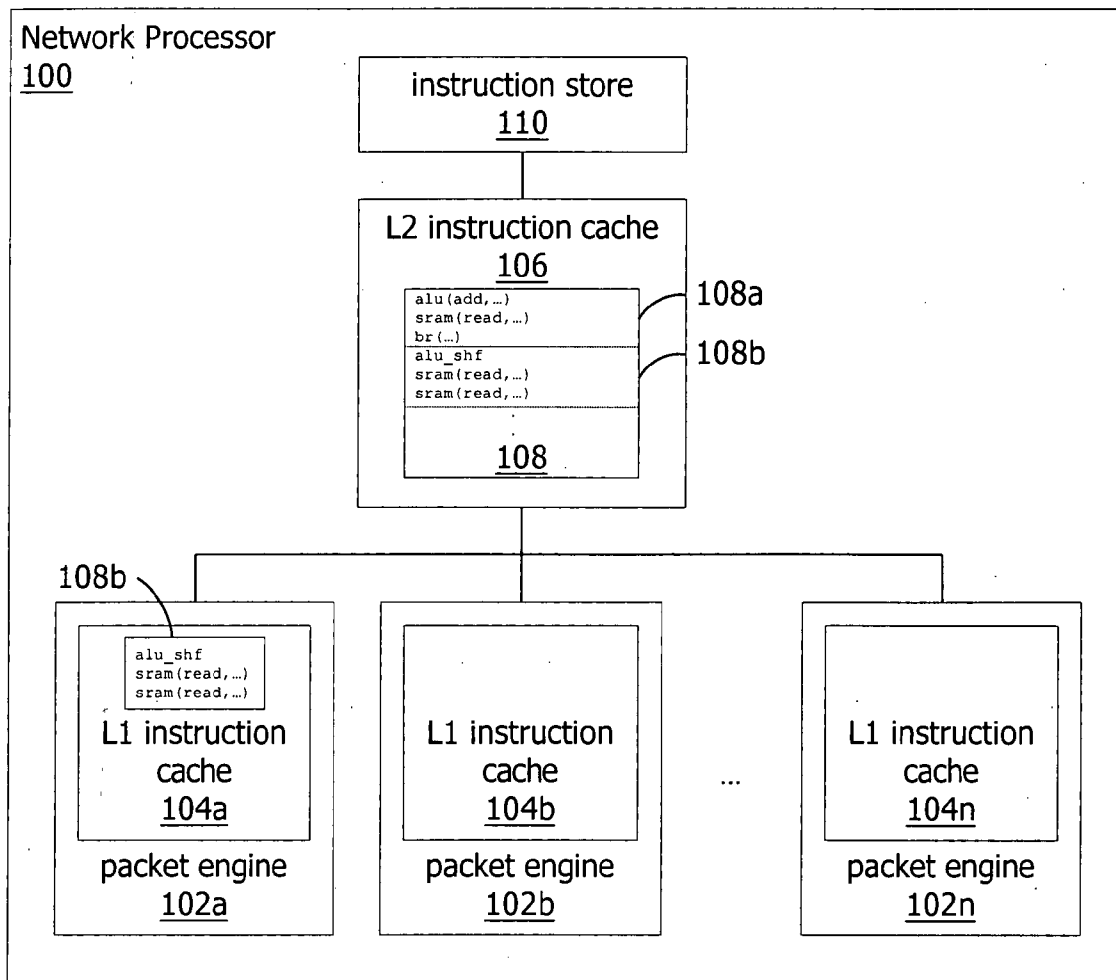 Network Processor
100
instruction store
110
L2 instruction cache
106
alu(add,…)
sram(read,…)
br(…)
108a
alu_shf
sram(read,…)
sram(read,…)
108b
108
108b
alu_shf
sram(read,…)
sram(read,…)
L1 instruction
cache
104a
packet engine
102a
L1 instruction
cache
104b
packet engine
102b
...
L1 instruction
cache
104n
packet engine
102n